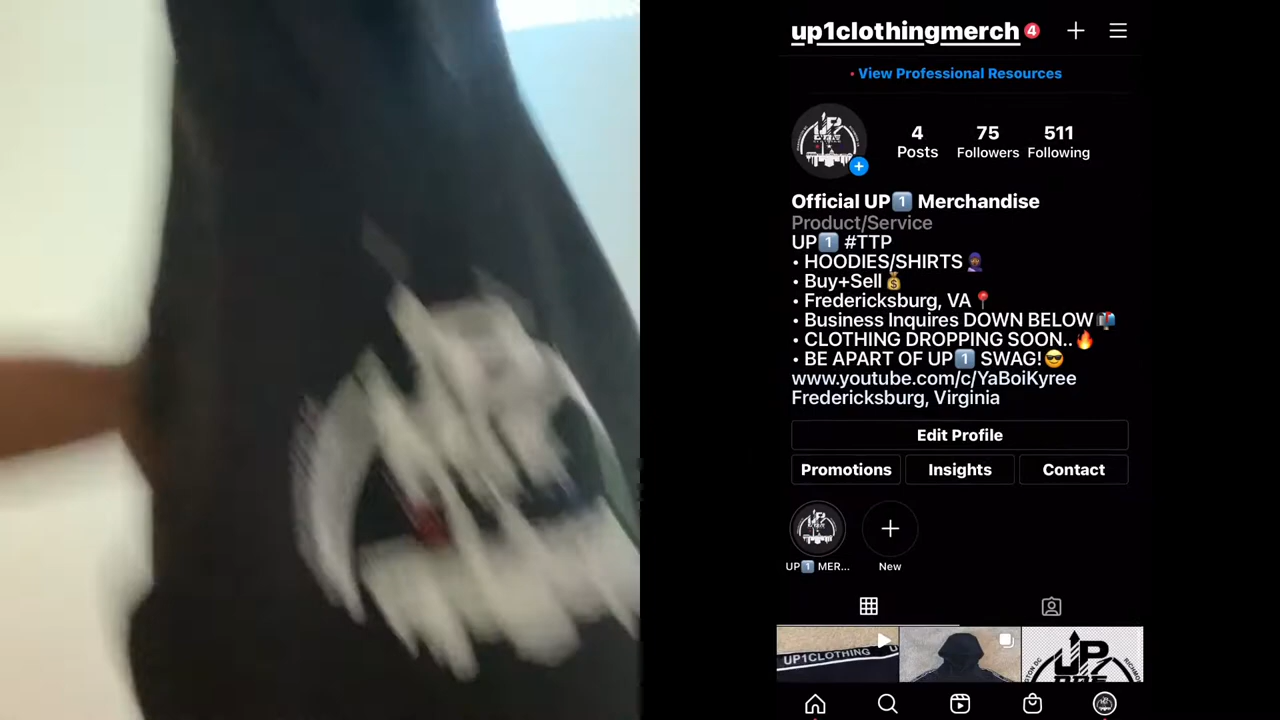 up1clothingmerch 4
• View Professional Resources
4 75 511
Posts Followers Following
Official UP1️⃣ Merchandise
Product/Service
UP1️⃣ #TTP
• HOODIES/SHIRTS🧕🏾
• Buy+Sell💰
• Fredericksburg, VA📍
• Business Inquires DOWN BELOW📬
• CLOTHING DROPPING SOON..🔥
• BE APART OF UP1️⃣ SWAG!😎
www.youtube.com/c/YaBoiKyree
Fredericksburg, Virginia
Edit Profile
Promotions Insights Contact
UP1️⃣ MER... New
UP1CLOTHING
UP